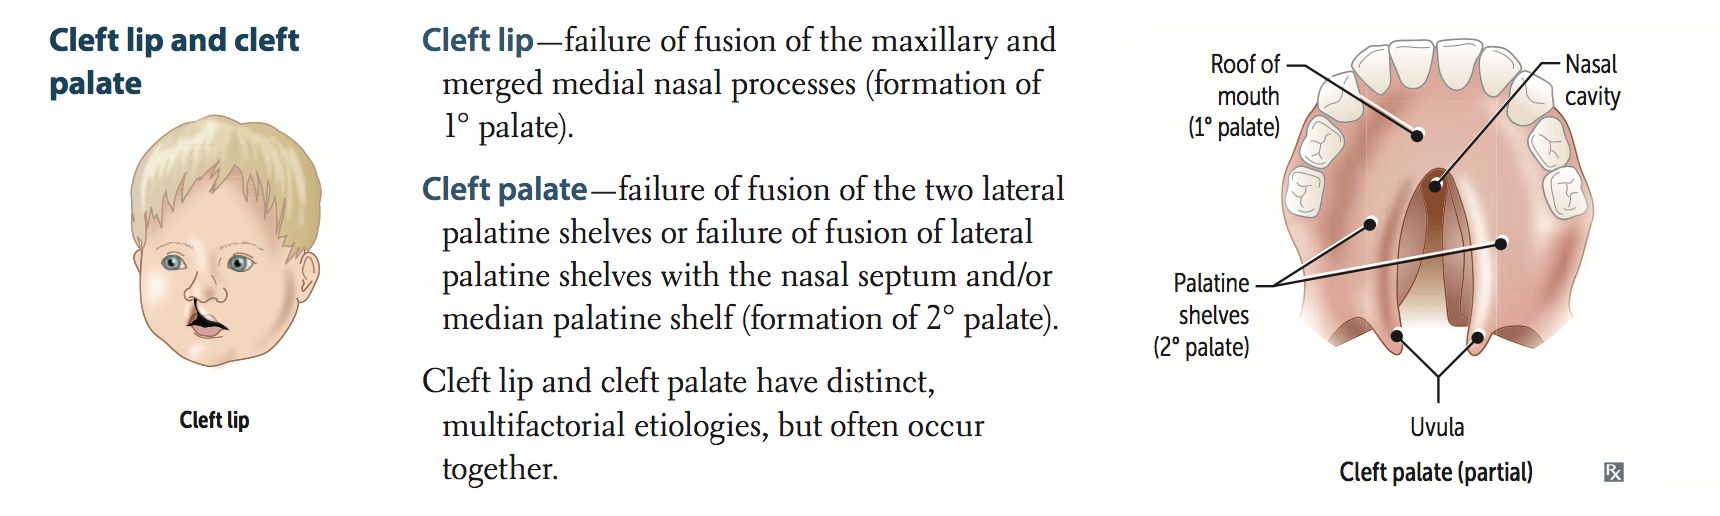 Cleft lip and cleft
palate
Cleft lip
Cleft lip—failure of fusion of the maxillary and
merged medial nasal processes (formation of
1° palate).
Cleft palate—failure of fusion of the two lateral
palatine shelves or failure of fusion of lateral
palatine shelves with the nasal septum and/or
median palatine shelf (formation of 2° palate).
Cleft lip and cleft palate have distinct,
multifactorial etiologies, but often occur
together.
Roof of
mouth
(1° palate)
Nasal
cavity
Palatine
shelves
(2° palate)
Uvula
Cleft palate (partial)
Rx